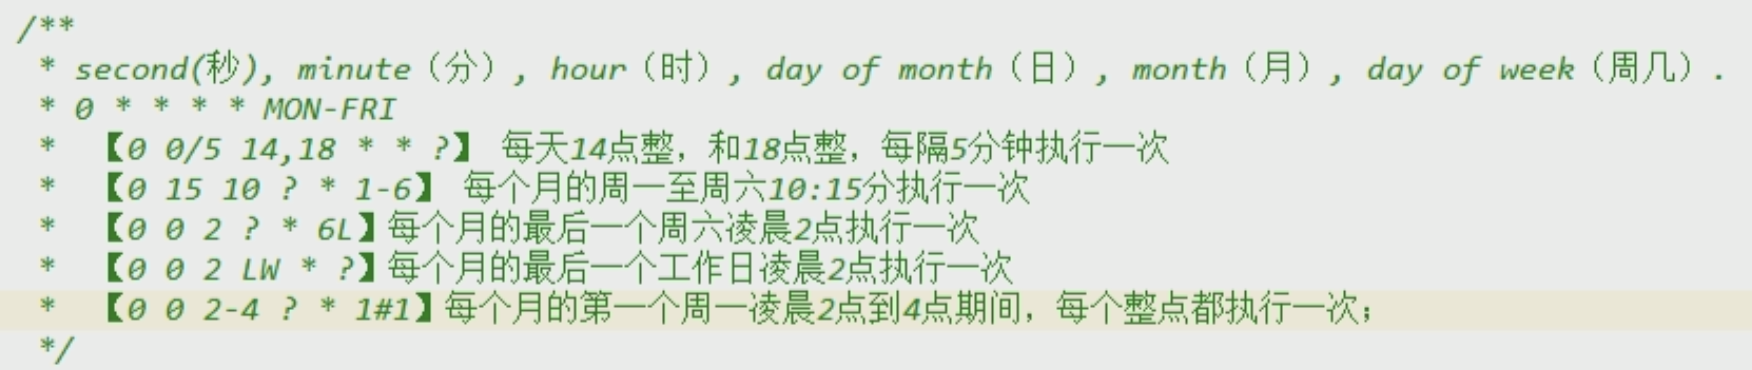 /**
* second(秒), minute（分）, hour（时）, day of month（日）, month（月）, day of week（周几）.
* 0 * * * * MON-FRI
*  【0 0/5 14,18 * * ?】 每天14点整，和18点整，每隔5分钟执行一次
*  【0 15 10 ? * 1-6】 每个月的周一至周六10:15分执行一次
*  【0 0 2 ? * 6L】每个月的最后一个周六凌晨2点执行一次
*  【0 0 2 LW * ?】每个月的最后一个工作日凌晨2点执行一次
*  【0 0 2-4 ? * 1#1】每个月的第一个周一凌晨2点到4点期间，每个整点都执行一次；
*/